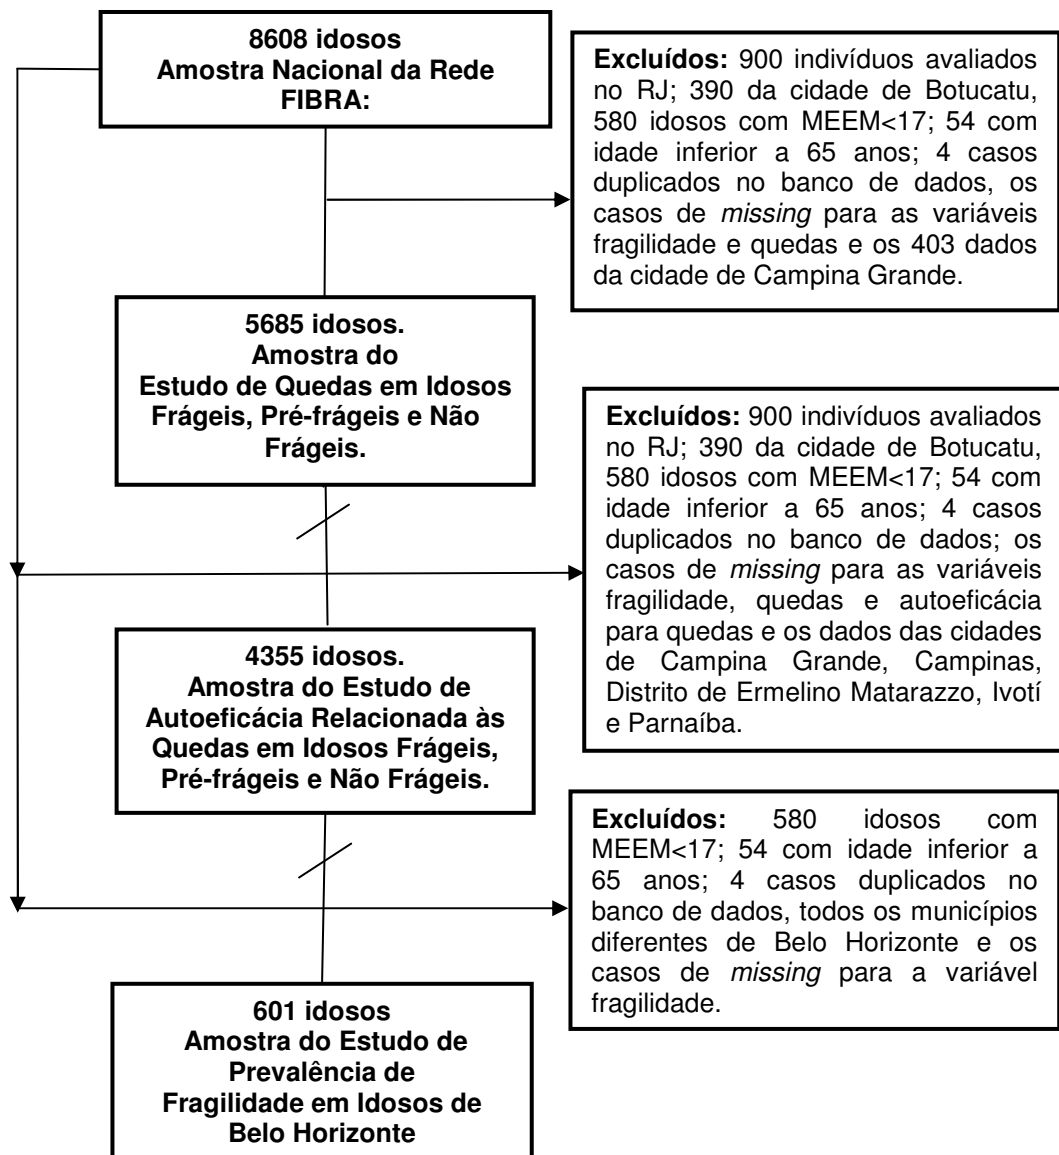 8608 idosos
Amostra Nacional da Rede
FIBRA:
Excluídos: 900 indivíduos avaliados
no RJ; 390 da cidade de Botucatu,
580 idosos com MEEM<17; 54 com
idade inferior a 65 anos; 4 casos
duplicados no banco de dados, os
casos de missing para as variáveis
fragilidade e quedas e os 403 dados
da cidade de Campina Grande.
5685 idosos.
Amostra do
Estudo de Quedas em Idosos
Frágeis, Pré-frágeis e Não
Frágeis.
Excluídos: 900 indivíduos avaliados
no RJ; 390 da cidade de Botucatu,
580 idosos com MEEM<17; 54 com
idade inferior a 65 anos; 4 casos
duplicados no banco de dados; os
casos de missing para as variáveis
fragilidade, quedas e autoeficácia
para quedas e os dados das cidades
de Campina Grande, Campinas,
Distrito de Ermelino Matarazzo, Ivotí
e Parnaíba.
4355 idosos.
Amostra do Estudo de
Autoeficácia Relacionada às
Quedas em Idosos Frágeis,
Pré-frágeis e Não Frágeis.
Excluídos: 580 idosos com
MEEM<17; 54 com idade inferior a
65 anos; 4 casos duplicados no
banco de dados, todos os municípios
diferentes de Belo Horizonte e os
casos de missing para a variável
fragilidade.
601 idosos
Amostra do Estudo de
Prevalência de
Fragilidade em Idosos de
Belo Horizonte